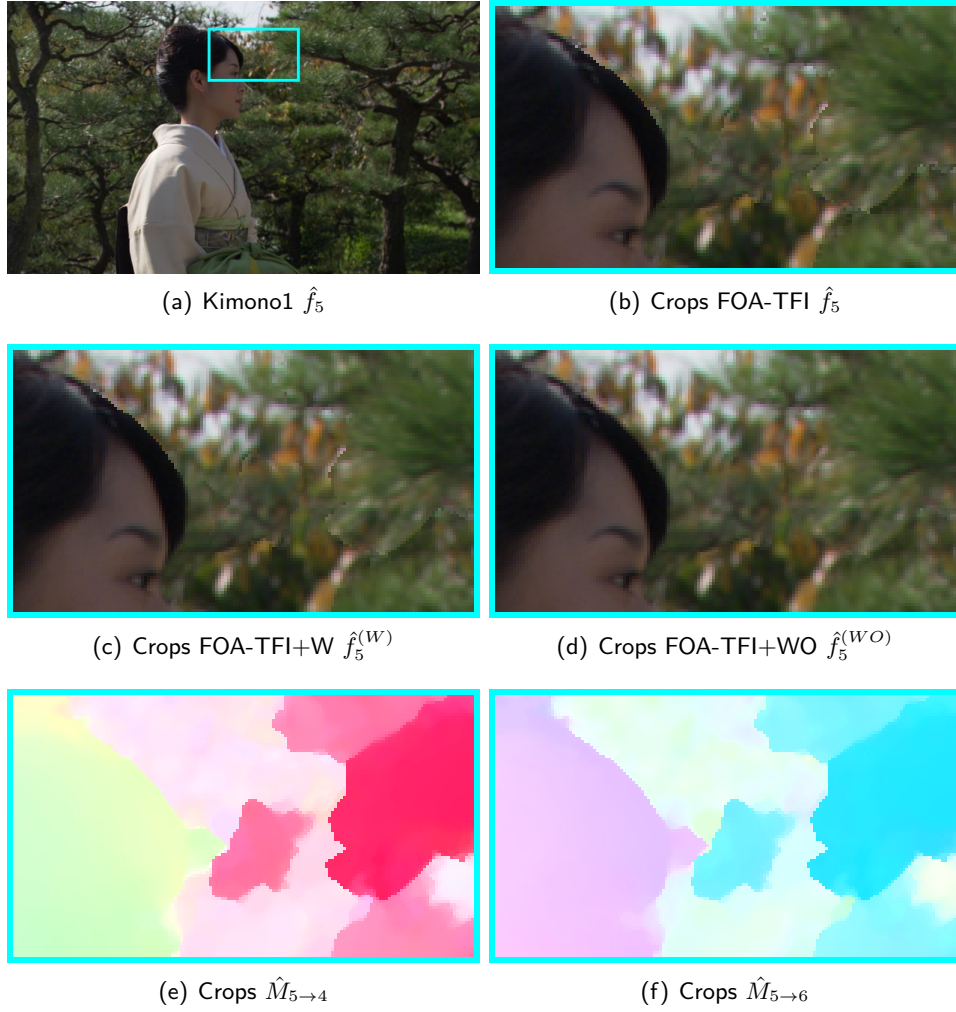 (a) Kimono1 $\hat{f}_5$
(b) Crops FOA-TFI $\hat{f}_5$
(c) Crops FOA-TFI+W $\hat{f}_5^{(W)}$
(d) Crops FOA-TFI+WO $\hat{f}_5^{(WO)}$
(e) Crops $\hat{M}_{5\to4}$
(f) Crops $\hat{M}_{5\to6}$